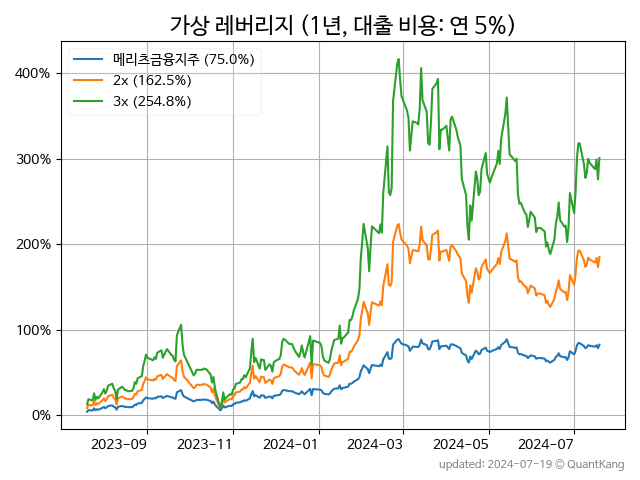 가상 레버리지 (1년, 대출 비용: 연 5%)
메리츠금융지주 (75.0%)
2x (162.5%)
3x (254.8%)
400%
300%
200%
100%
0%
2023-09 2023-11 2024-01 2024-03 2024-05 2024-07
updated: 2024-07-19 © QuantKang